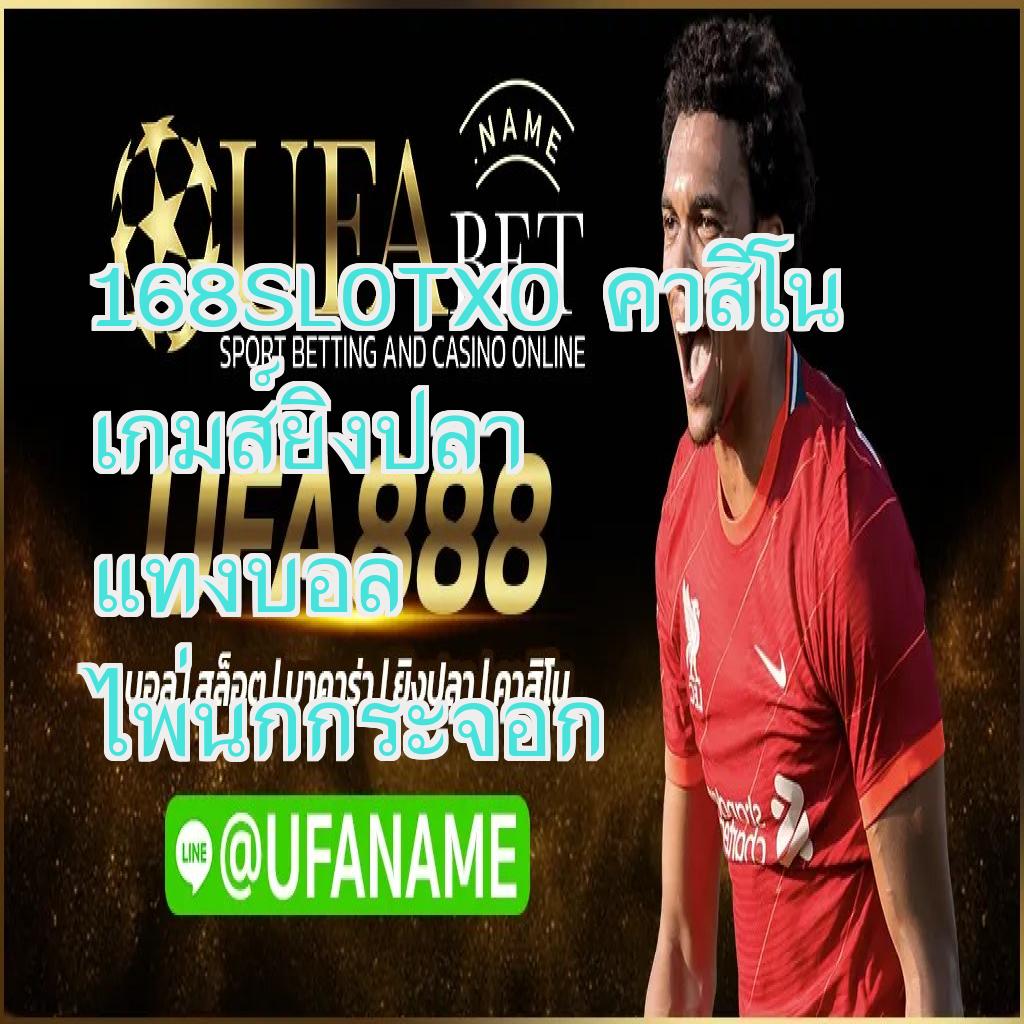 .NAME
UFA BET
168SLOTXO คาสิโน
SPORT BETTING AND CASINO ONLINE
เกมส์ยิงปลา
UFA888
แทงบอล
บอล | สล็อต | บาคาร่า | ยิงปลา | คาสิโน
ไพ่นกกระจอก
LINE @UFANAME